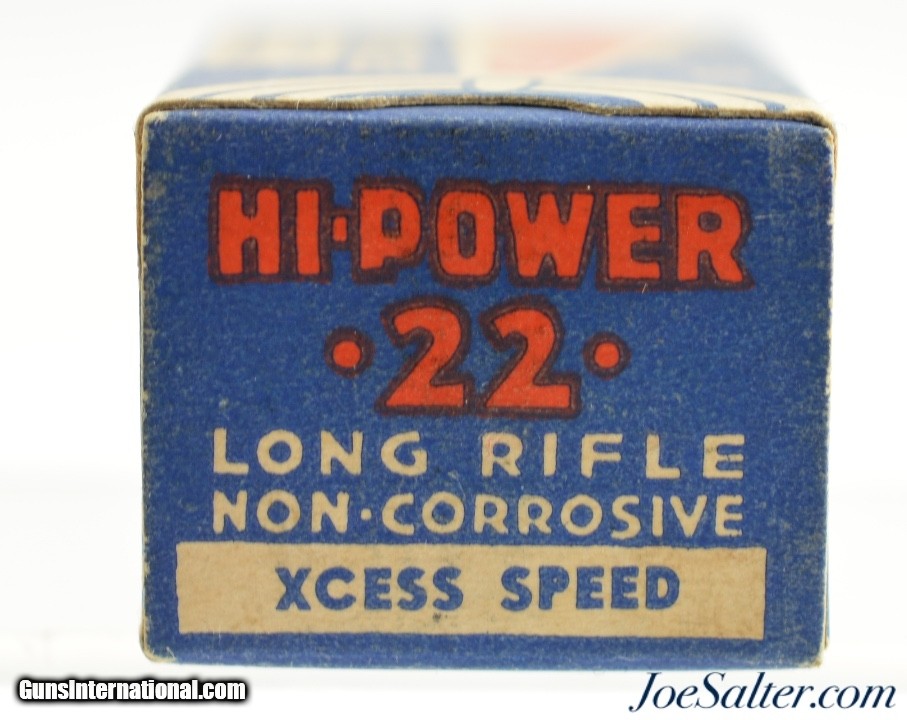 HI-POWER
·22·
LONG RIFLE
NON-CORROSIVE
XCESS SPEED
GunsInternational.com
JoeSalter.com